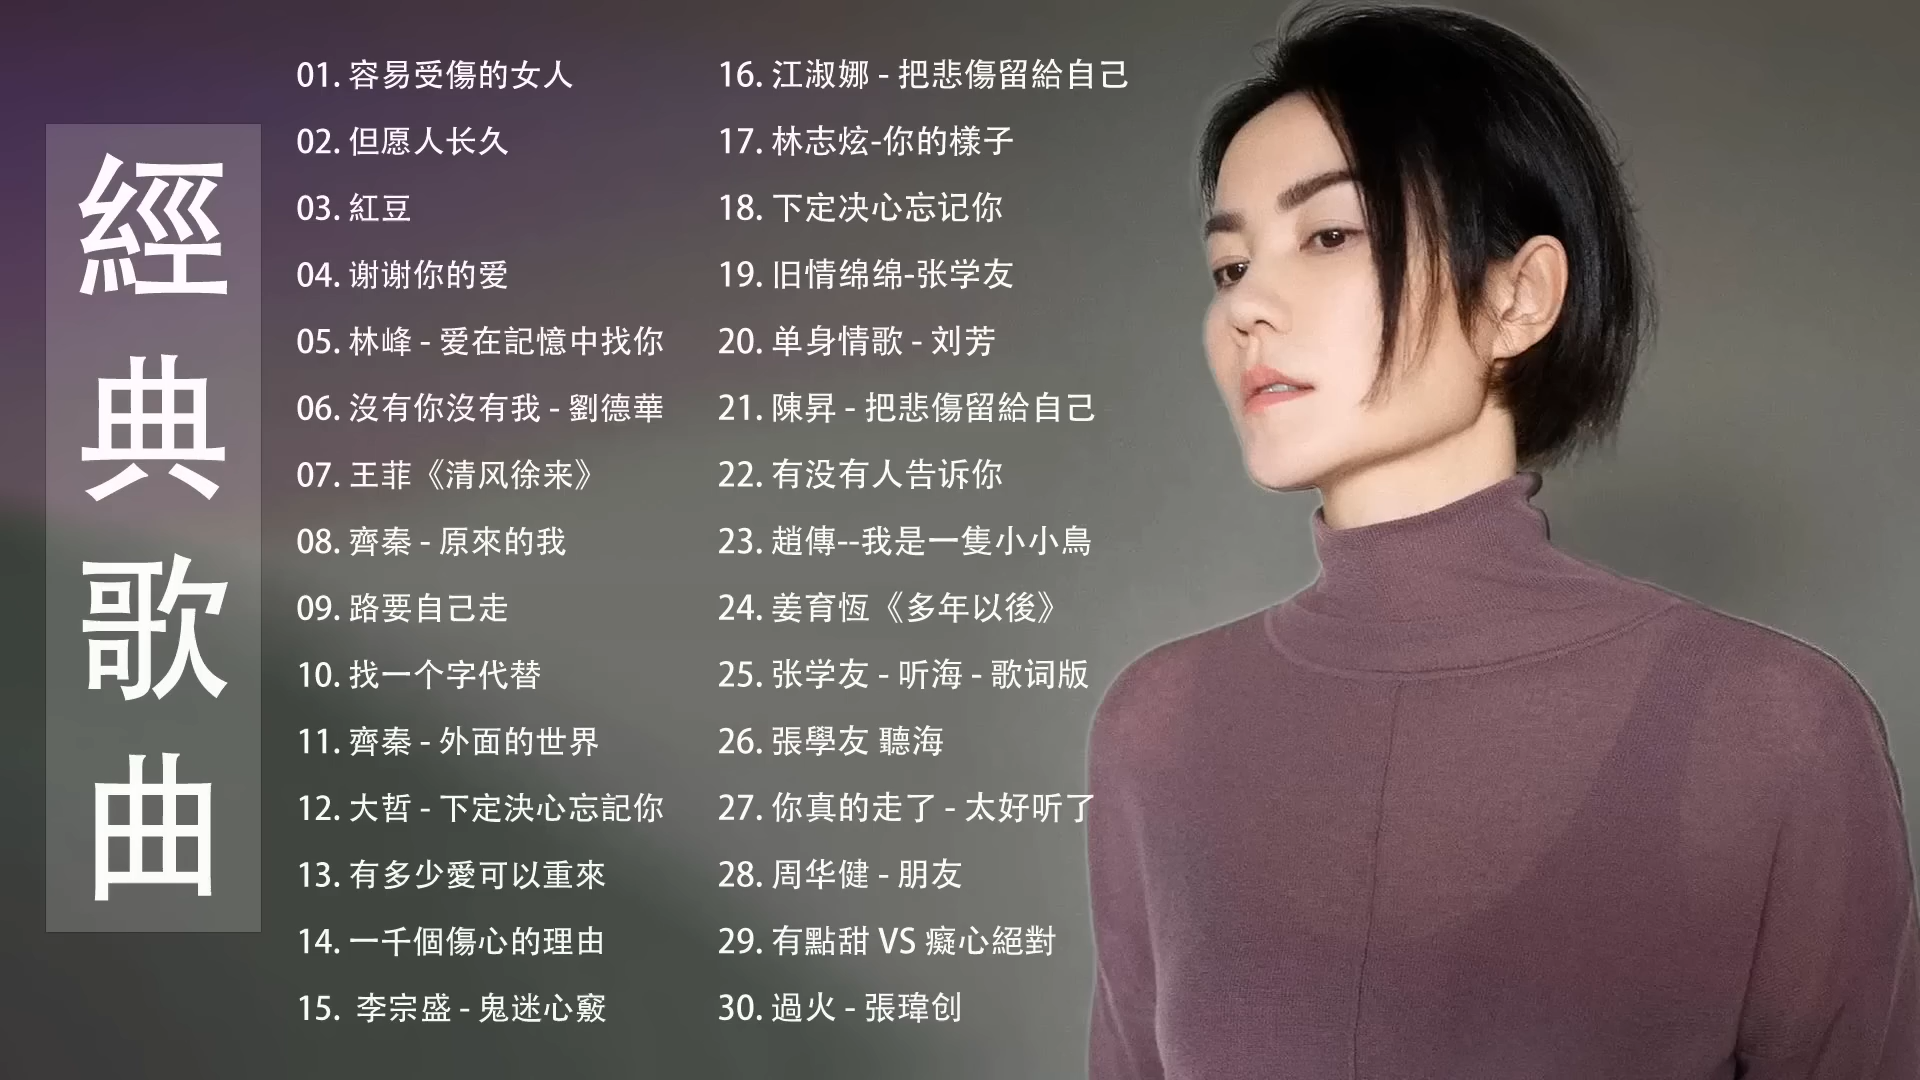 經典歌曲
01. 容易受傷的女人
02. 但愿人长久
03. 紅豆
04. 谢谢你的爱
05. 林峰 - 爱在記憶中找你
06. 沒有你沒有我 - 劉德華
07. 王菲《清风徐来》
08. 齊秦 - 原來的我
09. 路要自己走
10. 找一个字代替
11. 齊秦 - 外面的世界
12. 大哲 - 下定決心忘記你
13. 有多少愛可以重來
14. 一千個傷心的理由
15. 李宗盛 - 鬼迷心竅
16. 江淑娜 - 把悲傷留給自己
17. 林志炫-你的樣子
18. 下定决心忘记你
19. 旧情绵绵-张学友
20. 单身情歌 - 刘芳
21. 陳昇 - 把悲傷留給自己
22. 有没有人告诉你
23. 趙傳--我是一隻小小鳥
24. 姜育恆《多年以後》
25. 张学友 - 听海 - 歌词版
26. 張學友 聽海
27. 你真的走了 - 太好听了
28. 周华健 - 朋友
29. 有點甜 VS 癡心絕對
30. 過火 - 張瑋创